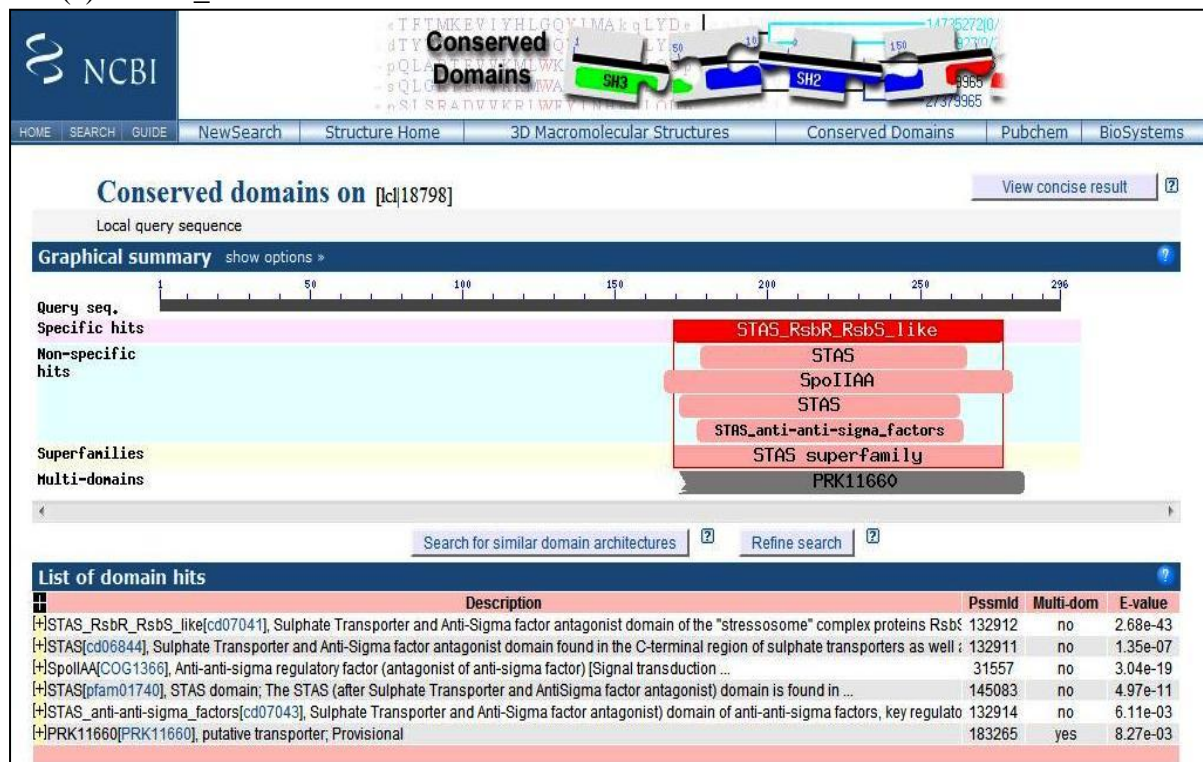 NCBI
Conserved
Domains
SH3
SH2
HOME SEARCH GUIDE NewSearch Structure Home 3D Macromolecular Structures Conserved Domains Pubchem BioSystems
Conserved domains on [lcl|18798]
View concise result ?
Local query sequence
Graphical summary show options » ?
1 50 100 150 200 250 296
Query seq.
Specific hits STAS_RsbR_RsbS_like
Non-specific hits STAS
SpoIIAA
STAS
STAS_anti-anti-sigma_factors
Superfamilies STAS superfamily
Multi-domains PRK11660
Search for similar domain architectures ? Refine search ?
List of domain hits ?
Description PssmId Multi-dom E-value
[+]STAS_RsbR_RsbS_like[cd07041], Sulphate Transporter and Anti-Sigma factor antagonist domain of the "stressosome" complex proteins RsbS 132912 no 2.68e-43
[+]STAS[cd06844], Sulphate Transporter and Anti-Sigma factor antagonist domain found in the C-terminal region of sulphate transporters as well 132911 no 1.35e-07
[+]SpoIIAA[COG1366], Anti-anti-sigma regulatory factor (antagonist of anti-sigma factor) [Signal transduction ... 31557 no 3.04e-19
[+]STAS[pfam01740], STAS domain; The STAS (after Sulphate Transporter and AntiSigma factor antagonist) domain is found in ... 145083 no 4.97e-11
[+]STAS_anti-anti-sigma_factors[cd07043], Sulphate Transporter and Anti-Sigma factor antagonist) domain of anti-anti-sigma factors, key regulato 132914 no 6.11e-03
[+]PRK11660[PRK11660], putative transporter; Provisional 183265 yes 8.27e-03